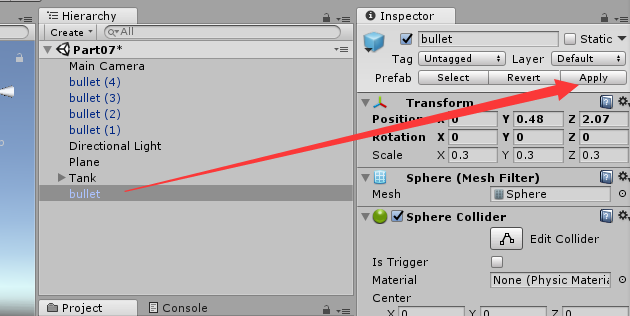 Hierarchy
Create
All
Part07*
Main Camera
bullet (4)
bullet (3)
bullet (2)
bullet (1)
Directional Light
Plane
Tank
bullet
Project
Console
Inspector
bullet
Static
Tag Untagged Layer Default
Prefab Select Revert Apply
Transform
Position X 0 Y 0.48 Z 2.07
Rotation X 0 Y 0 Z 0
Scale X 0.3 Y 0.3 Z 0.3
Sphere (Mesh Filter)
Mesh Sphere
Sphere Collider
Edit Collider
Is Trigger
Material None (Physic Materia
Center
X 0 Y 0 Z 0